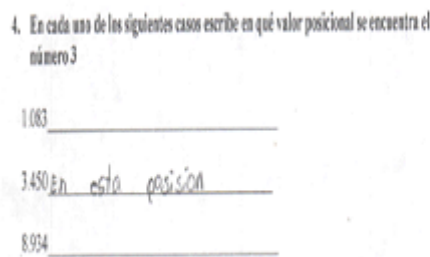 4. En cada uno de los siguientes casos escribe en qué valor posicional se encuentra el
número 3
1.083
3.450 En esta posision
8.934